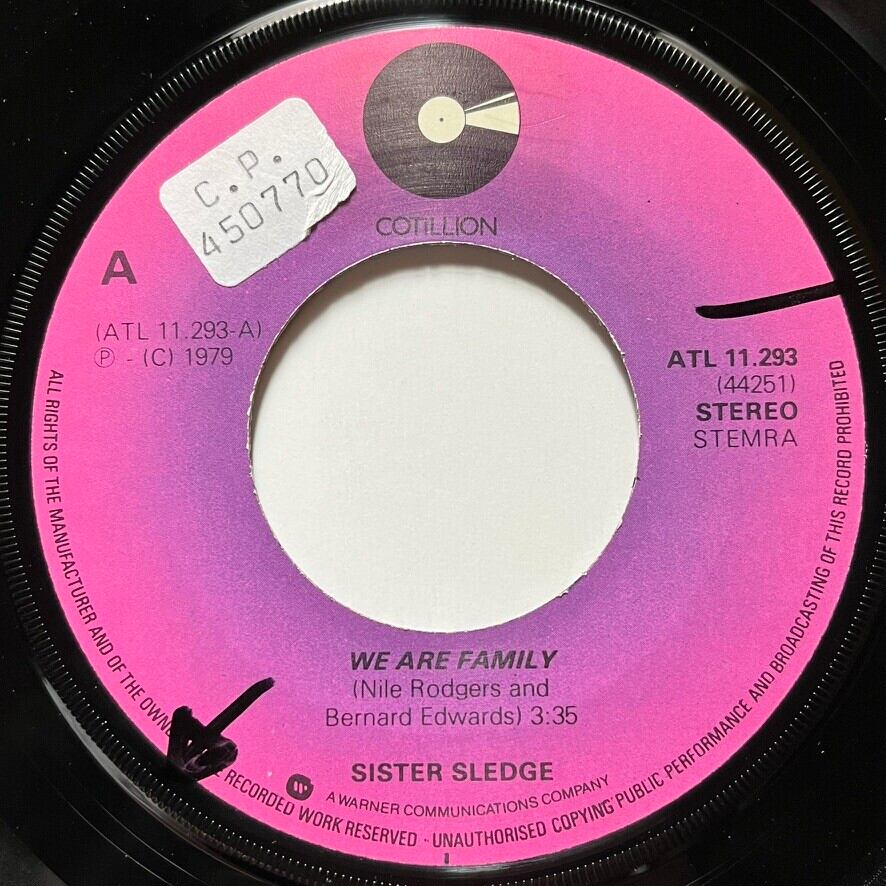 C.P.
450770
COTILLION
A
(ATL 11.293-A)
℗ - (C) 1979
ATL 11.293
(44251)
STEREO
STEMRA
WE ARE FAMILY
(Nile Rodgers and
Bernard Edwards) 3:35
SISTER SLEDGE
A WARNER COMMUNICATIONS COMPANY
ALL RIGHTS OF THE MANUFACTURER AND OF THE RECORDED WORK RESERVED · UNAUTHORISED COPYING PUBLIC PERFORMANCE AND BROADCASTING OF THIS RECORD PROHIBITED